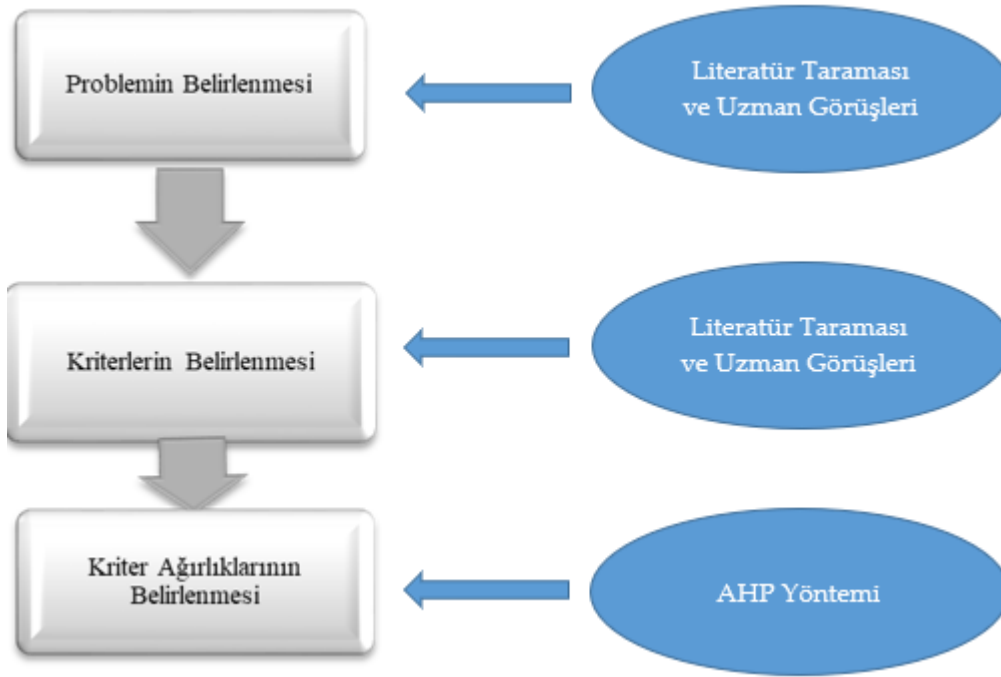 Problemin Belirlenmesi
Literatür Taraması
ve Uzman Görüşleri
Kriterlerin Belirlenmesi
Literatür Taraması
ve Uzman Görüşleri
Kriter Ağırlıklarının
Belirlenmesi
AHP Yöntemi